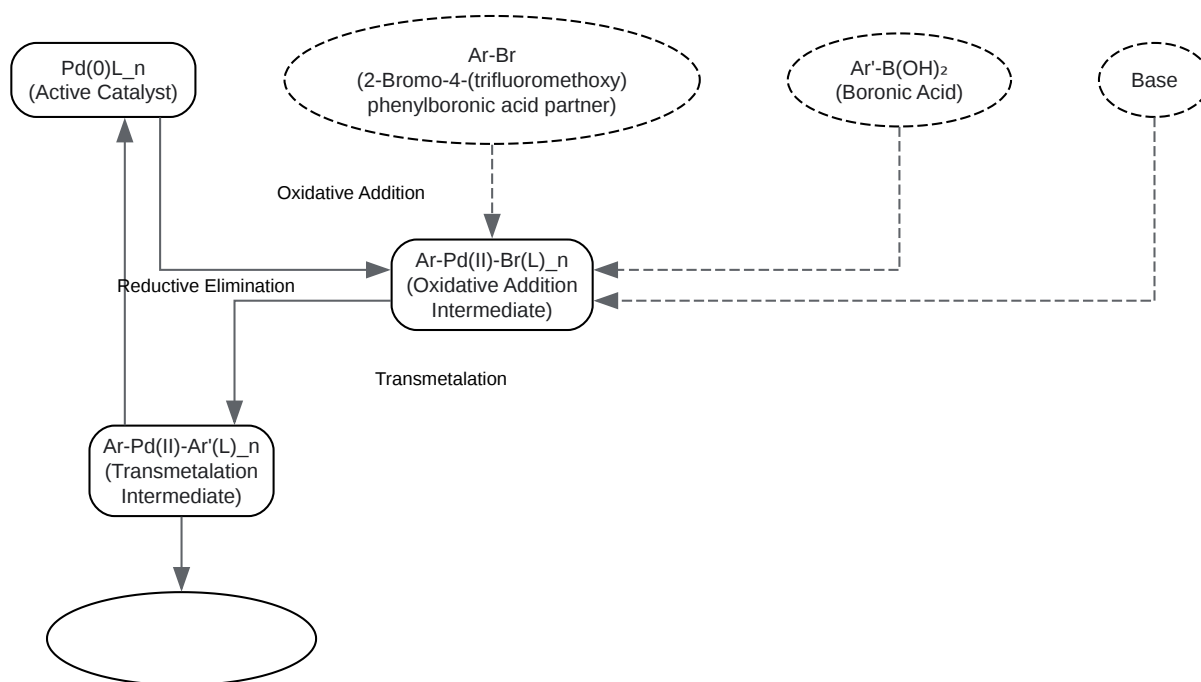 Pd(0)L_n
(Active Catalyst)
Ar-Br
(2-Bromo-4-(trifluoromethoxy)
phenylboronic acid partner)
Ar'-B(OH)₂
(Boronic Acid)
Base
Oxidative Addition
Reductive Elimination
Ar-Pd(II)-Br(L)_n
(Oxidative Addition
Intermediate)
Transmetalation
Ar-Pd(II)-Ar'(L)_n
(Transmetalation
Intermediate)